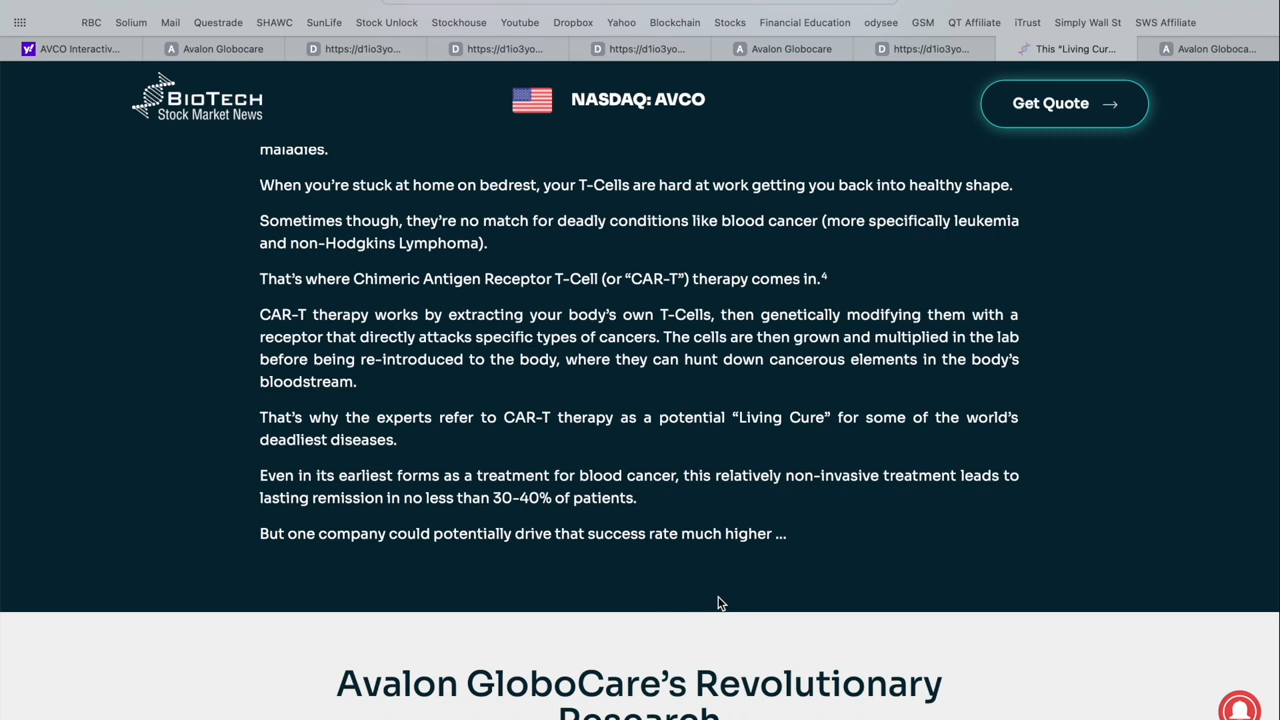 RBC Solium Mail Questrade SHAWC SunLife Stock Unlock Stockhouse Youtube Dropbox Yahoo Blockchain Stocks Financial Education odysee GSM QT Affiliate iTrust Simply Wall St SWS Affiliate
AVCO Interactiv... Avalon Globocare https://d1io3yo... https://d1io3yo... https://d1io3yo... Avalon Globocare https://d1io3yo... This “Living Cur... Avalon Globoca...
BIOTECH
Stock Market News
NASDAQ: AVCO
Get Quote →
maladies.
When you’re stuck at home on bedrest, your T-Cells are hard at work getting you back into healthy shape.
Sometimes though, they’re no match for deadly conditions like blood cancer (more specifically leukemia
and non-Hodgkins Lymphoma).
That’s where Chimeric Antigen Receptor T-Cell (or “CAR-T”) therapy comes in.⁴
CAR-T therapy works by extracting your body’s own T-Cells, then genetically modifying them with a
receptor that directly attacks specific types of cancers. The cells are then grown and multiplied in the lab
before being re-introduced to the body, where they can hunt down cancerous elements in the body’s
bloodstream.
That’s why the experts refer to CAR-T therapy as a potential “Living Cure” for some of the world’s
deadliest diseases.
Even in its earliest forms as a treatment for blood cancer, this relatively non-invasive treatment leads to
lasting remission in no less than 30-40% of patients.
But one company could potentially drive that success rate much higher ...
Avalon GloboCare’s Revolutionary
Research